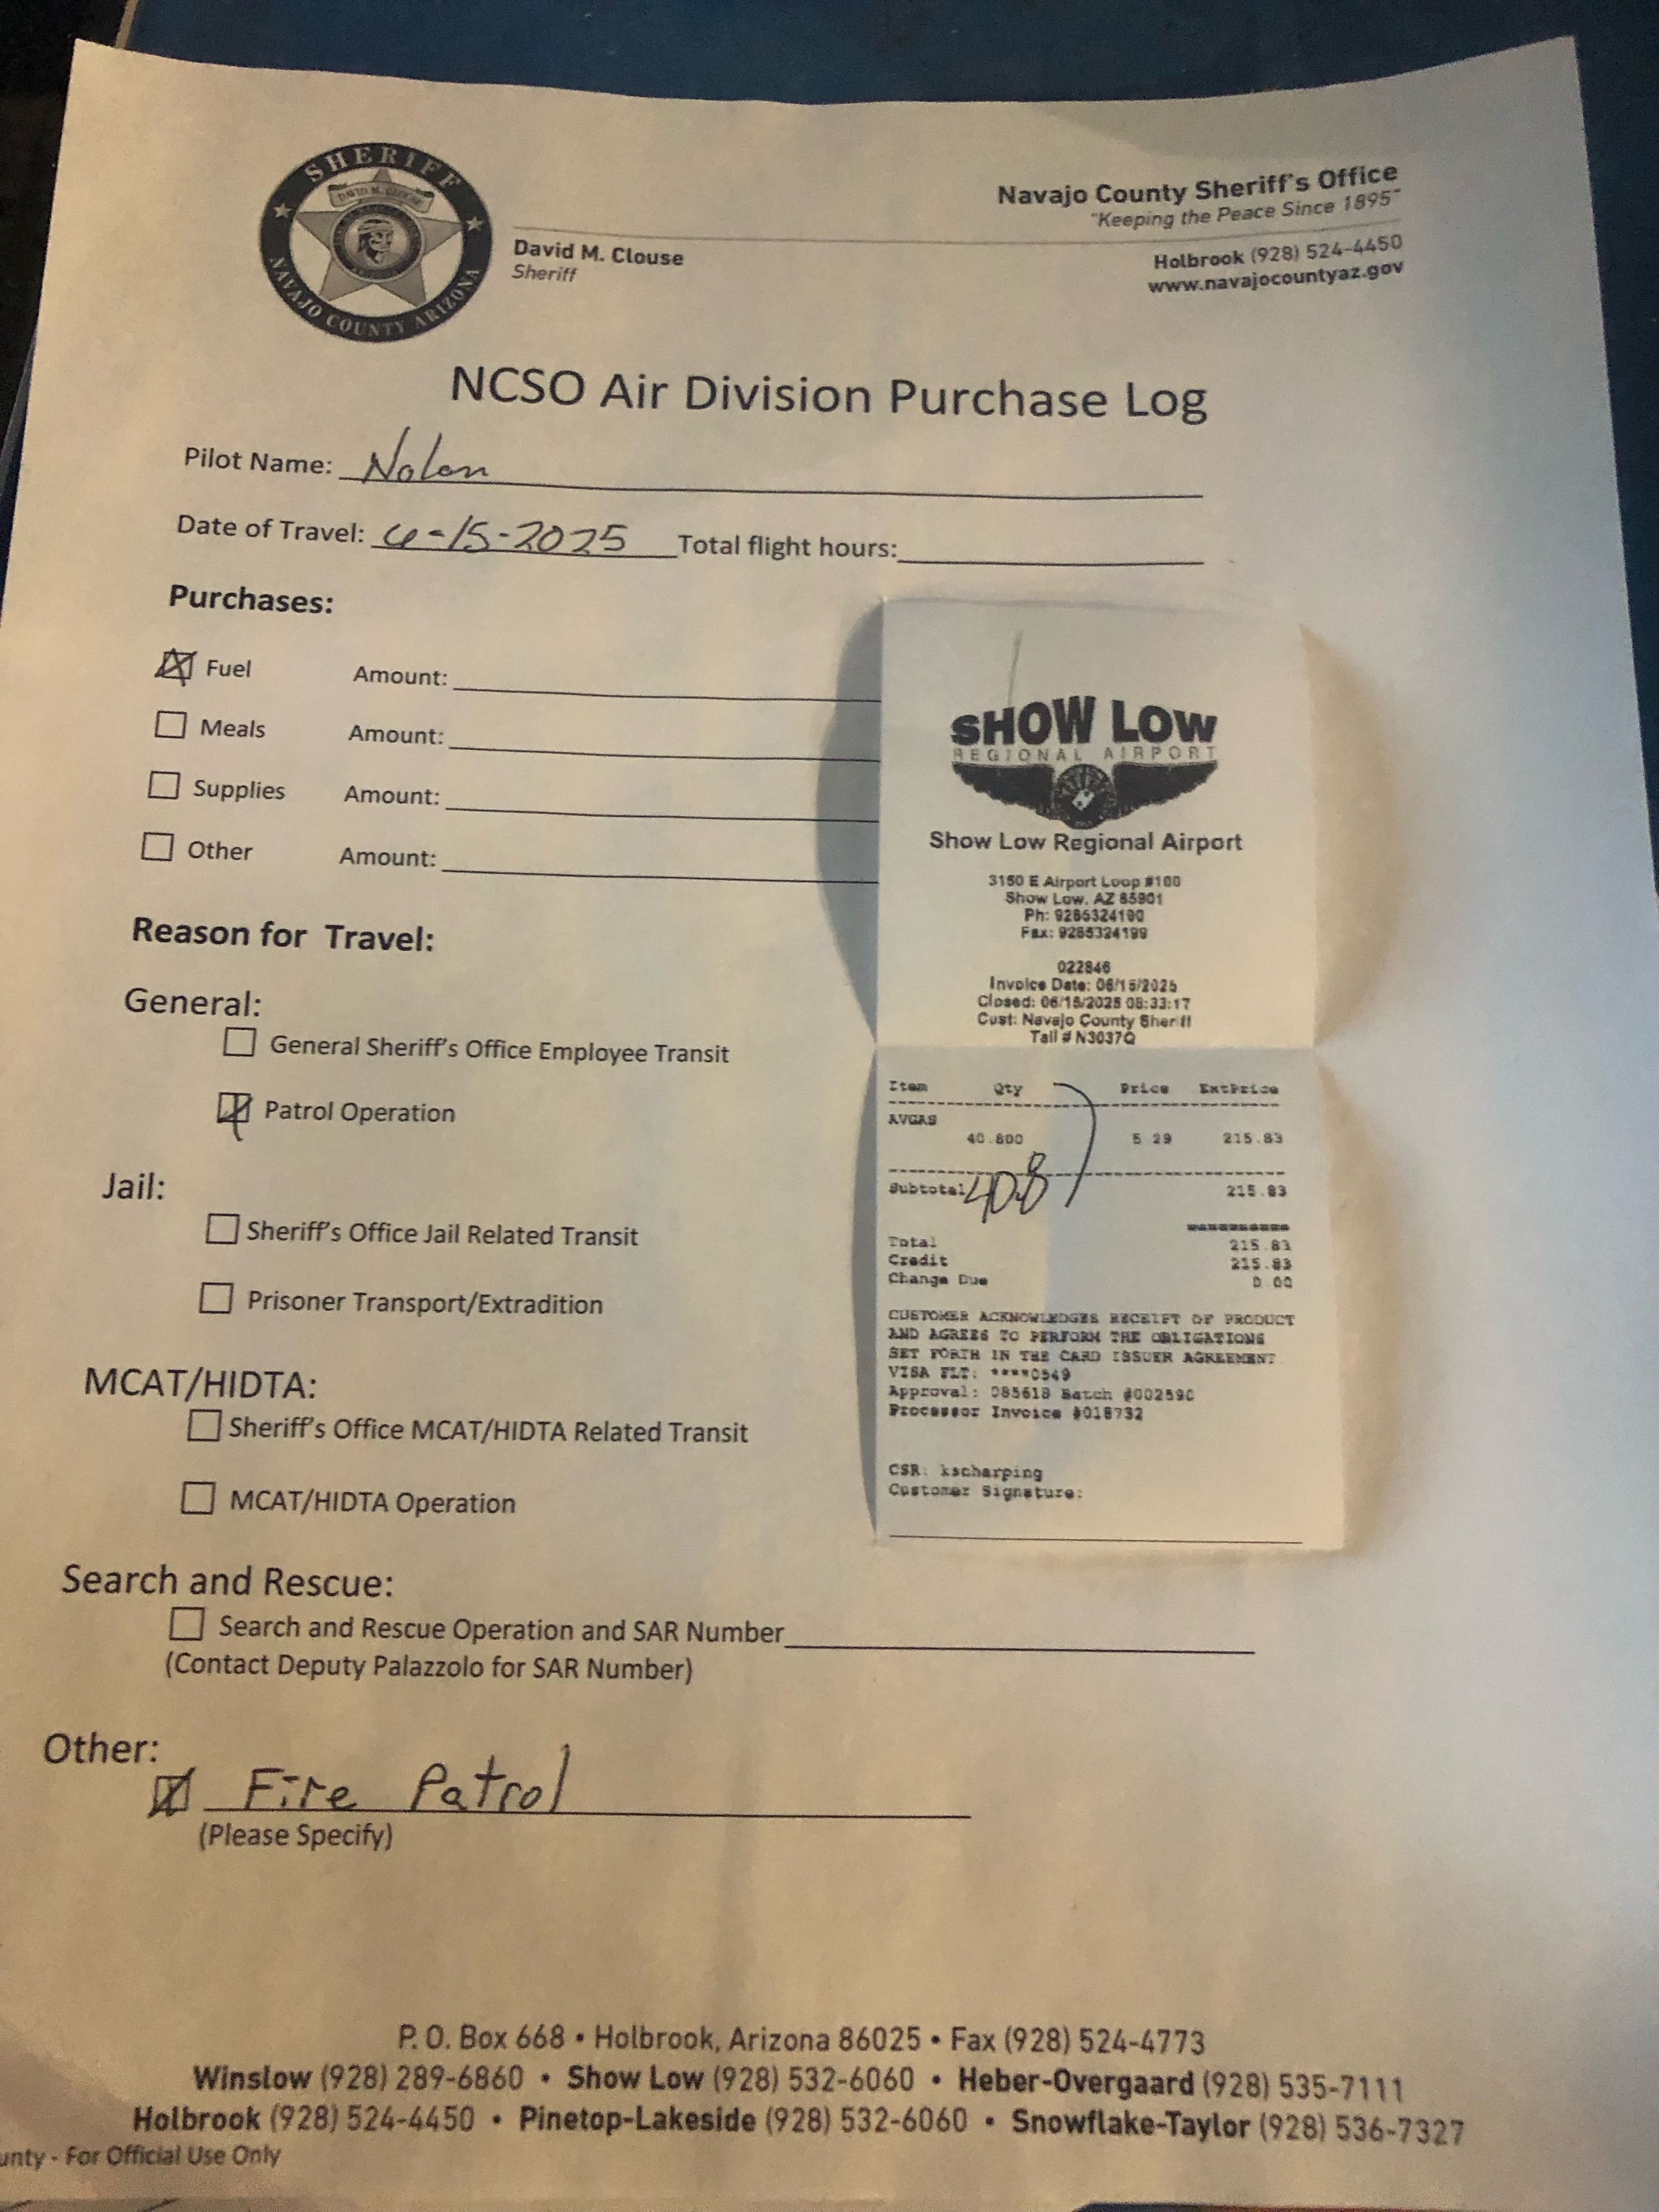 SHERIFF
DAVID M. CLOUSE
NAVAJO COUNTY ARIZONA
David M. Clouse
Sheriff
Navajo County Sheriff's Office
"Keeping the Peace Since 1895"
Holbrook (928) 524-4450
www.navajocountyaz.gov
NCSO Air Division Purchase Log
Pilot Name: Nolan
Date of Travel: 6-15-2025 Total flight hours:
Purchases:
Fuel Amount:
Meals Amount:
Supplies Amount:
Other Amount:
Reason for Travel:
General:
General Sheriff's Office Employee Transit
Patrol Operation
Jail:
Sheriff's Office Jail Related Transit
Prisoner Transport/Extradition
MCAT/HIDTA:
Sheriff's Office MCAT/HIDTA Related Transit
MCAT/HIDTA Operation
Search and Rescue:
Search and Rescue Operation and SAR Number
(Contact Deputy Palazzolo for SAR Number)
Other:
Fire Patrol
(Please Specify)
SHOW LOW
REGIONAL AIRPORT
Show Low Regional Airport
3150 E Airport Loop #100
Show Low, AZ 85901
Ph: 9285324190
Fax: 9285324199
022846
Invoice Date: 06/15/2025
Closed: 06/15/2025 08:33:17
Cust: Navajo County Sheriff
Tail # N3037Q
Item Qty Price ExtPrice
AVGAS
40.800 5.29 215.83
Subtotal 40.8 215.83
Total 215.83
Credit 215.83
Change Due 0.00
CUSTOMER ACKNOWLEDGES RECEIPT OF PRODUCT
AND AGREES TO PERFORM THE OBLIGATIONS
SET FORTH IN THE CARD ISSUER AGREEMENT
VISA FLT: ****0549
Approval: 085618 Batch #002590
Processor Invoice #018732
CSR: kscharping
Customer Signature:
P. O. Box 668 • Holbrook, Arizona 86025 • Fax (928) 524-4773
Winslow (928) 289-6860 • Show Low (928) 532-6060 • Heber-Overgaard (928) 535-7111
Holbrook (928) 524-4450 • Pinetop-Lakeside (928) 532-6060 • Snowflake-Taylor (928) 536-7327
unty - For Official Use Only